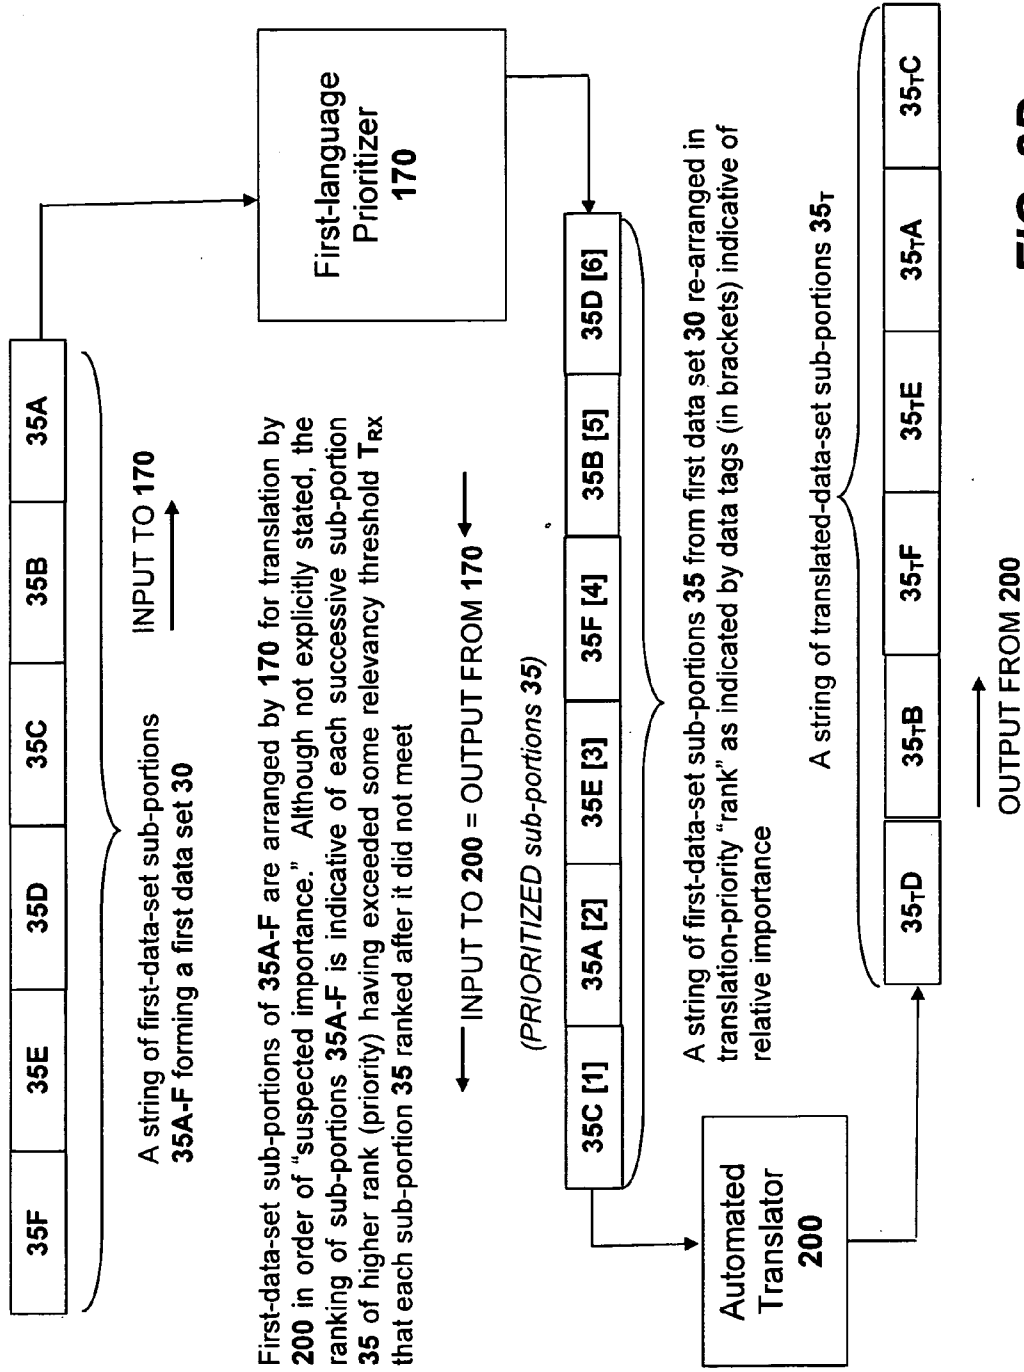 35F 35E 35D 35C 35B 35A
A string of first-data-set sub-portions
35A-F forming a first data set 30
INPUT TO 170
First-language
Prioritizer
170
First-data-set sub-portions of 35A-F are arranged by 170 for translation by
200 in order of “suspected importance.” Although not explicitly stated, the
ranking of sub-portions 35A-F is indicative of each successive sub-portion
35 of higher rank (priority) having exceeded some relevancy threshold TRX
that each sub-portion 35 ranked after it did not meet
INPUT TO 200 = OUTPUT FROM 170
(PRIORITIZED sub-portions 35)
35C [1] 35A [2] 35E [3] 35F [4] 35B [5] 35D [6]
A string of first-data-set sub-portions 35 from first data set 30 re-arranged in
translation-priority “rank” as indicated by data tags (in brackets) indicative of
relative importance
Automated
Translator
200
A string of translated-data-set sub-portions 35T
35TD 35TB 35TF 35TE 35TA 35TC
OUTPUT FROM 200